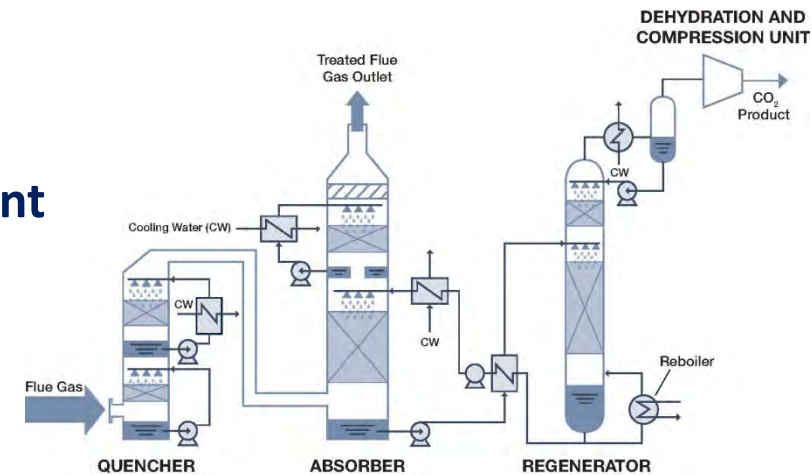 DEHYDRATION AND
COMPRESSION UNIT
Treated Flue
Gas Outlet
CO₂
Product
CW
nt
Cooling Water (CW)
CW
CW
Reboiler
Flue Gas
QUENCHER
ABSORBER
REGENERATOR